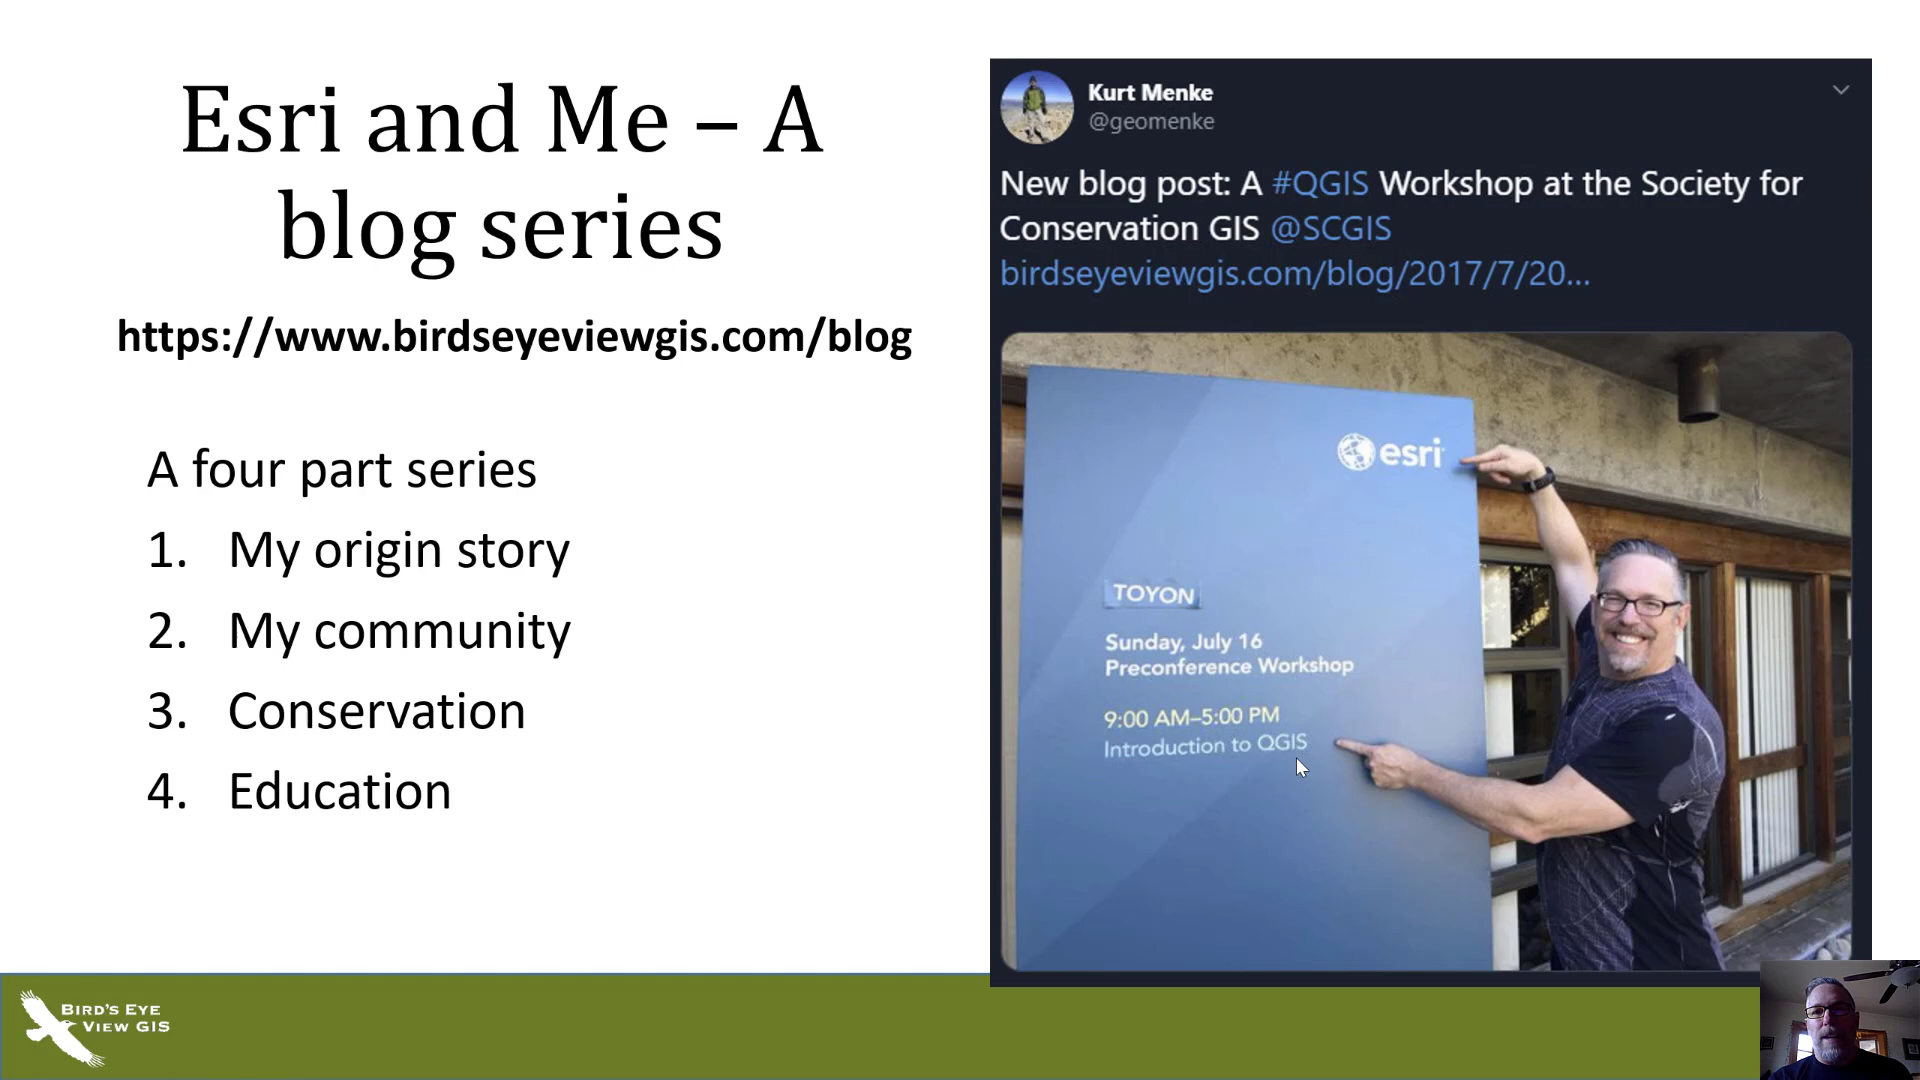 Esri and Me – A
blog series
https://www.birdseyeviewgis.com/blog
A four part series
1. My origin story
2. My community
3. Conservation
4. Education
Kurt Menke
@geomenke
New blog post: A #QGIS Workshop at the Society for
Conservation GIS @SCGIS
birdseyeviewgis.com/blog/2017/7/20...
esri
TOYON
Sunday, July 16
Preconference Workshop
9:00 AM–5:00 PM
Introduction to QGIS
BIRD'S EYE
VIEW GIS